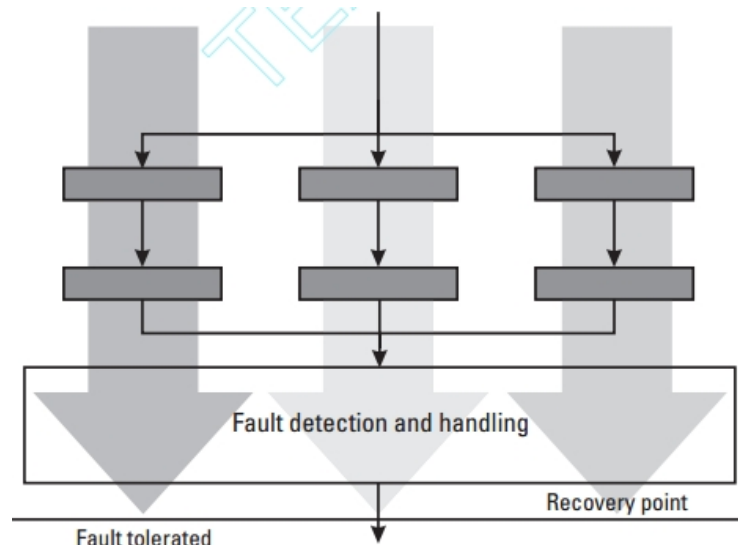 Fault detection and handling
Recovery point
Fault tolerated